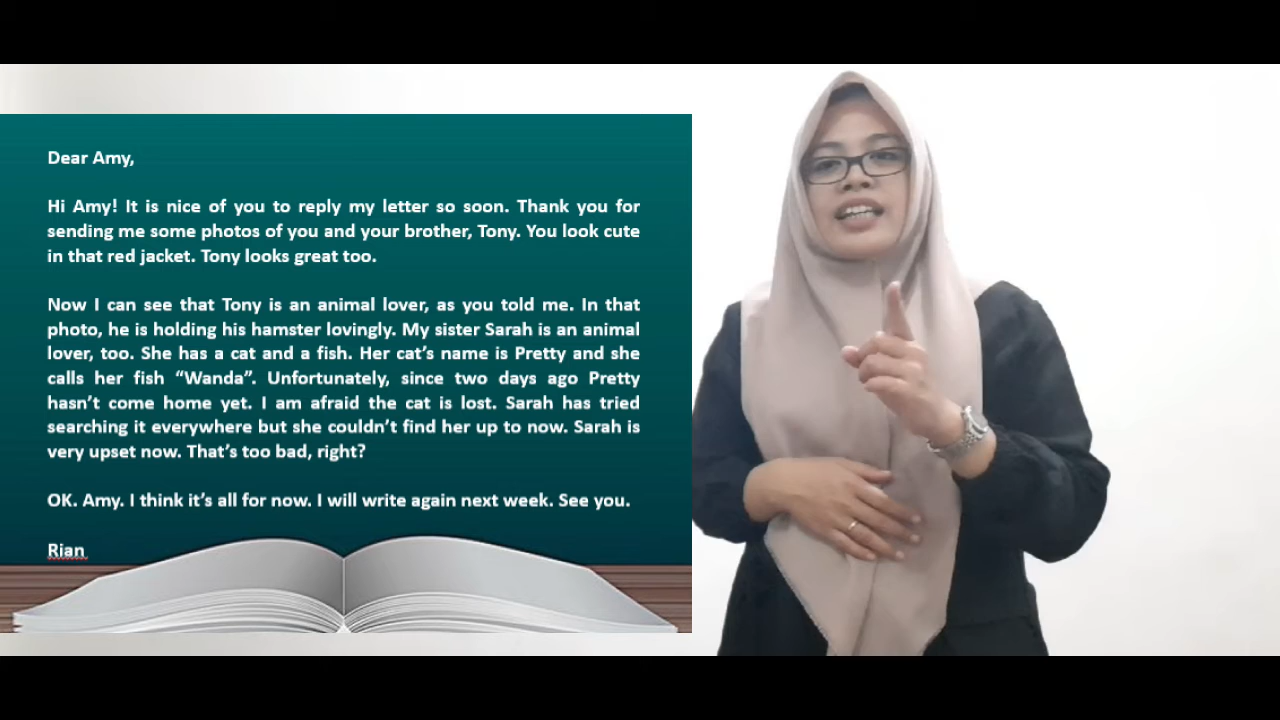 Dear Amy,
Hi Amy! It is nice of you to reply my letter so soon. Thank you for
sending me some photos of you and your brother, Tony. You look cute
in that red jacket. Tony looks great too.
Now I can see that Tony is an animal lover, as you told me. In that
photo, he is holding his hamster lovingly. My sister Sarah is an animal
lover, too. She has a cat and a fish. Her cat’s name is Pretty and she
calls her fish “Wanda”. Unfortunately, since two days ago Pretty
hasn’t come home yet. I am afraid the cat is lost. Sarah has tried
searching it everywhere but she couldn’t find her up to now. Sarah is
very upset now. That’s too bad, right?
OK. Amy. I think it’s all for now. I will write again next week. See you.
Rian